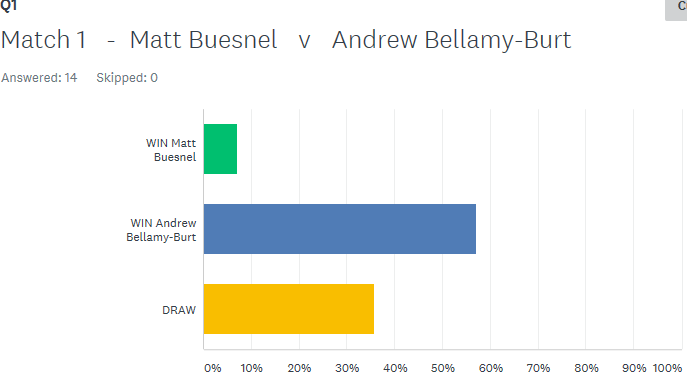 Q1
Match 1 - Matt Buesnel v Andrew Bellamy-Burt
Answered: 14 Skipped: 0
WIN Matt
Buesnel
WIN Andrew
Bellamy-Burt
DRAW
0% 10% 20% 30% 40% 50% 60% 70% 80% 90% 100%